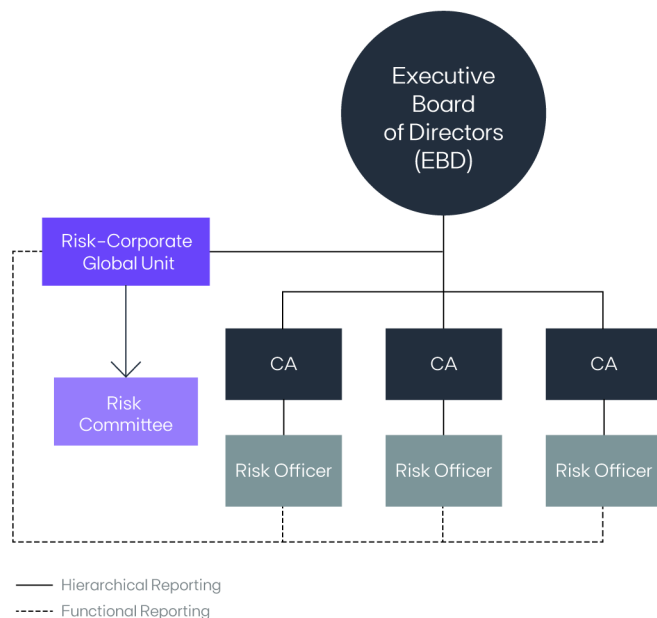 Executive
Board
of Directors
(EBD)
Risk-Corporate
Global Unit
Risk
Committee
CA
CA
CA
Risk Officer
Risk Officer
Risk Officer
Hierarchical Reporting
Functional Reporting